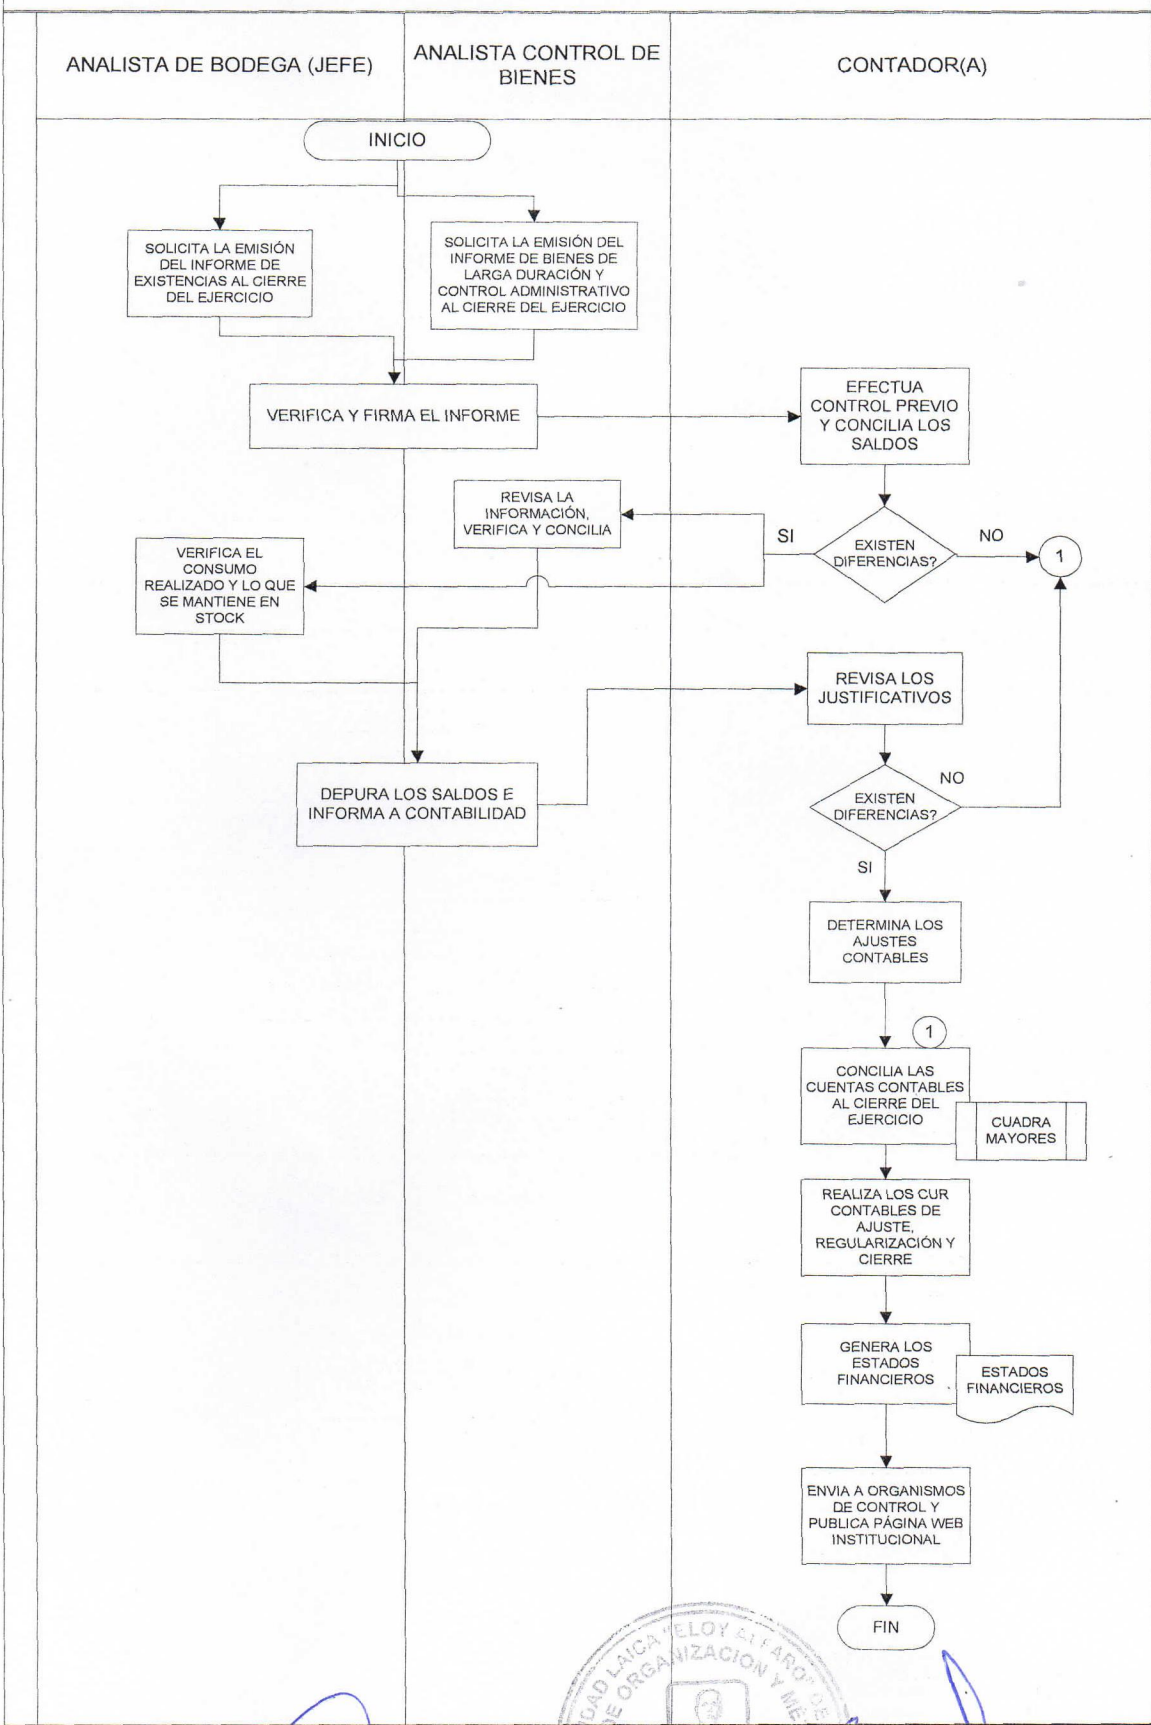 ANALISTA DE BODEGA (JEFE)
ANALISTA CONTROL DE
BIENES
CONTADOR(A)
INICIO
SOLICITA LA EMISIÓN
DEL INFORME DE
EXISTENCIAS AL CIERRE
DEL EJERCICIO
SOLICITA LA EMISIÓN DEL
INFORME DE BIENES DE
LARGA DURACIÓN Y
CONTROL ADMINISTRATIVO
AL CIERRE DEL EJERCICIO
VERIFICA Y FIRMA EL INFORME
EFECTUA
CONTROL PREVIO
Y CONCILIA LOS
SALDOS
REVISA LA
INFORMACIÓN,
VERIFICA Y CONCILIA
SI
EXISTEN
DIFERENCIAS?
NO
1
VERIFICA EL
CONSUMO
REALIZADO Y LO QUE
SE MANTIENE EN
STOCK
REVISA LOS
JUSTIFICATIVOS
DEPURA LOS SALDOS E
INFORMA A CONTABILIDAD
EXISTEN
DIFERENCIAS?
NO
SI
DETERMINA LOS
AJUSTES
CONTABLES
1
CONCILIA LAS
CUENTAS CONTABLES
AL CIERRE DEL
EJERCICIO
CUADRA
MAYORES
REALIZA LOS CUR
CONTABLES DE
AJUSTE,
REGULARIZACIÓN Y
CIERRE
GENERA LOS
ESTADOS
FINANCIEROS
ESTADOS
FINANCIEROS
ENVIA A ORGANISMOS
DE CONTROL Y
PUBLICA PÁGINA WEB
INSTITUCIONAL
FIN
LAICA "ELOY ALFARO" DE
DE ORGANIZACION Y